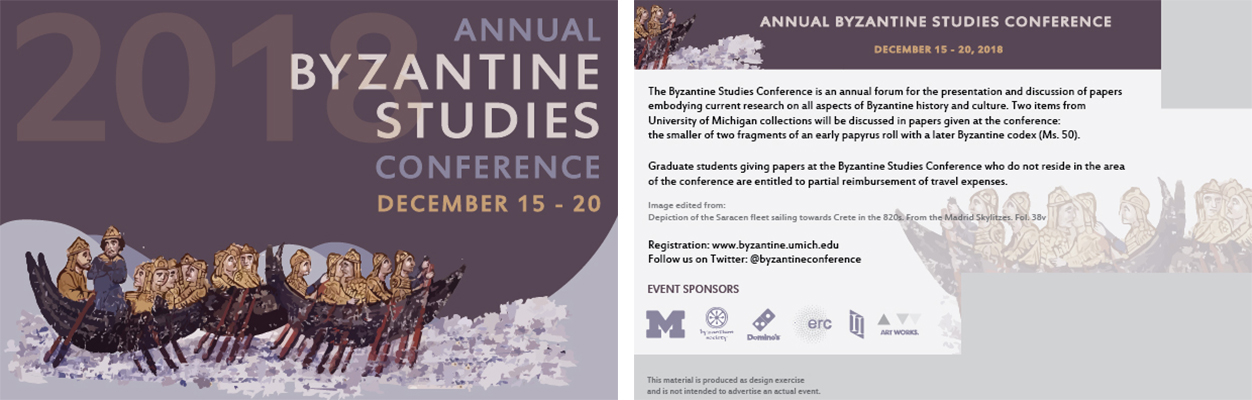 2018
ANNUAL
BYZANTINE
STUDIES
CONFERENCE
DECEMBER 15 - 20
ANNUAL BYZANTINE STUDIES CONFERENCE
DECEMBER 15 - 20, 2018
The Byzantine Studies Conference is an annual forum for the presentation and discussion of papers
embodying current research on all aspects of Byzantine history and culture. Two items from
University of Michigan collections will be discussed in papers given at the conference:
the smaller of two fragments of an early papyrus roll with a later Byzantine codex (Ms. 50).
Graduate students giving papers at the Byzantine Studies Conference who do not reside in the area
of the conference are entitled to partial reimbursement of travel expenses.
Image edited from:
Depiction of the Saracen fleet sailing towards Crete in the 820s. From the Madrid Skylitzes. Fol. 38v
Registration: www.byzantine.umich.edu
Follow us on Twitter: @byzantineconference
EVENT SPONSORS
M
Domino's
erc
ART WORKS.
This material is produced as design exercise
and is not intended to advertise an actual event.